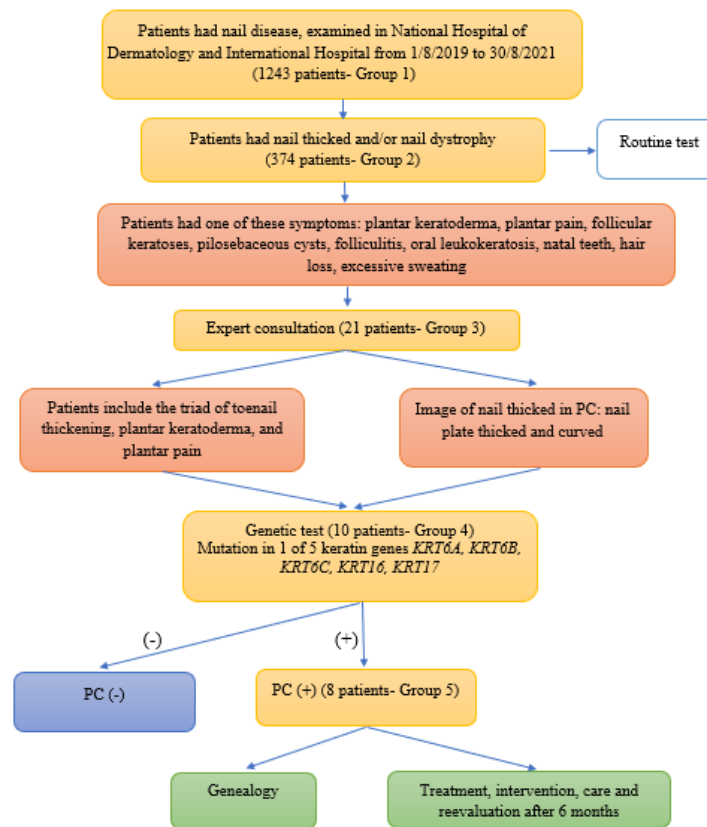 Patients had nail disease, examined in National Hospital of
Dermatology and International Hospital from 1/8/2019 to 30/8/2021
(1243 patients- Group 1)
Patients had nail thicked and/or nail dystrophy
(374 patients- Group 2)
Routine test
Patients had one of these symptoms: plantar keratoderma, plantar pain, follicular
keratoses, pilosebaceous cysts, folliculitis, oral leukokeratosis, natal teeth, hair
loss, excessive sweating
Expert consultation (21 patients- Group 3)
Patients include the triad of toenail
thickening, plantar keratoderma, and
plantar pain
Image of nail thicked in PC: nail
plate thicked and curved
Genetic test (10 patients- Group 4)
Mutation in 1 of 5 keratin genes KRT6A, KRT6B,
KRT6C, KRT16, KRT17
(-)
(+)
PC (-)
PC (+) (8 patients- Group 5)
Genealogy
Treatment, intervention, care and
reevaluation after 6 months